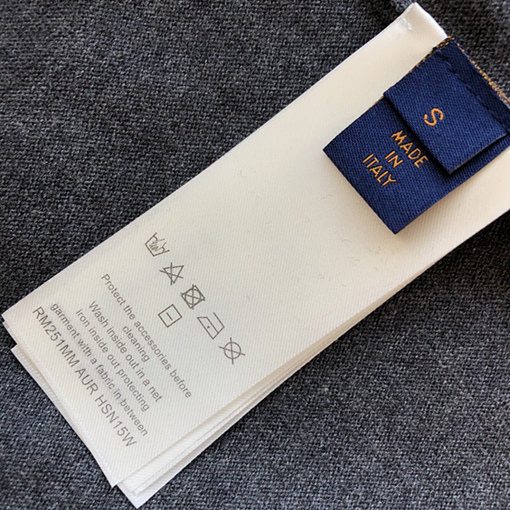 S
MADE
IN
ITALY
Protect the accessories before
cleaning
Wash inside out in a net
iron inside out protecting
garment with a fabric in-between
RM251MM AUR HSN15W